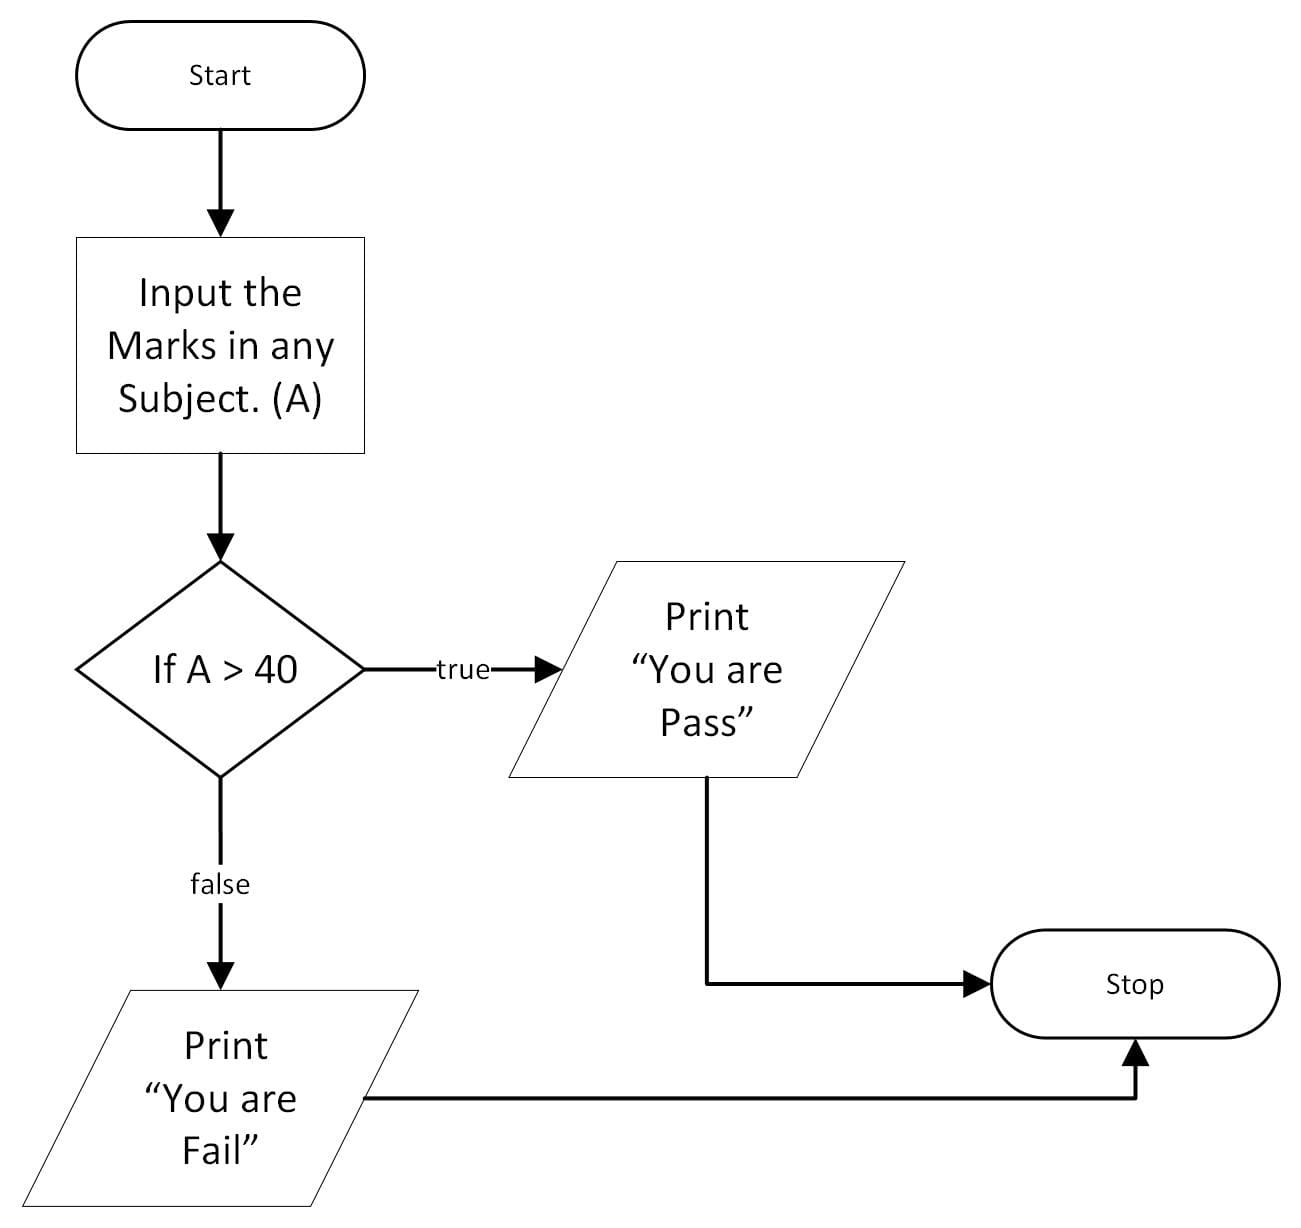 Start
Input the
Marks in any
Subject. (A)
If A > 40
true
Print
“You are
Pass”
false
Stop
Print
“You are
Fail”